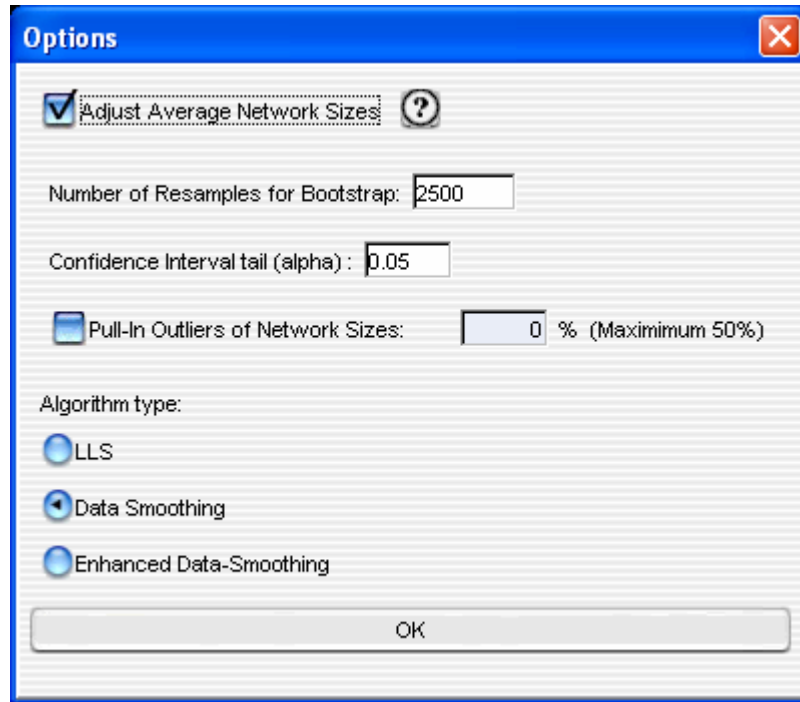 Options
Adjust Average Network Sizes ?
Number of Resamples for Bootstrap: 2500
Confidence Interval tail (alpha) : 0.05
Pull-In Outliers of Network Sizes: 0 % (Maximimum 50%)
Algorithm type:
LLS
Data Smoothing
Enhanced Data-Smoothing
OK